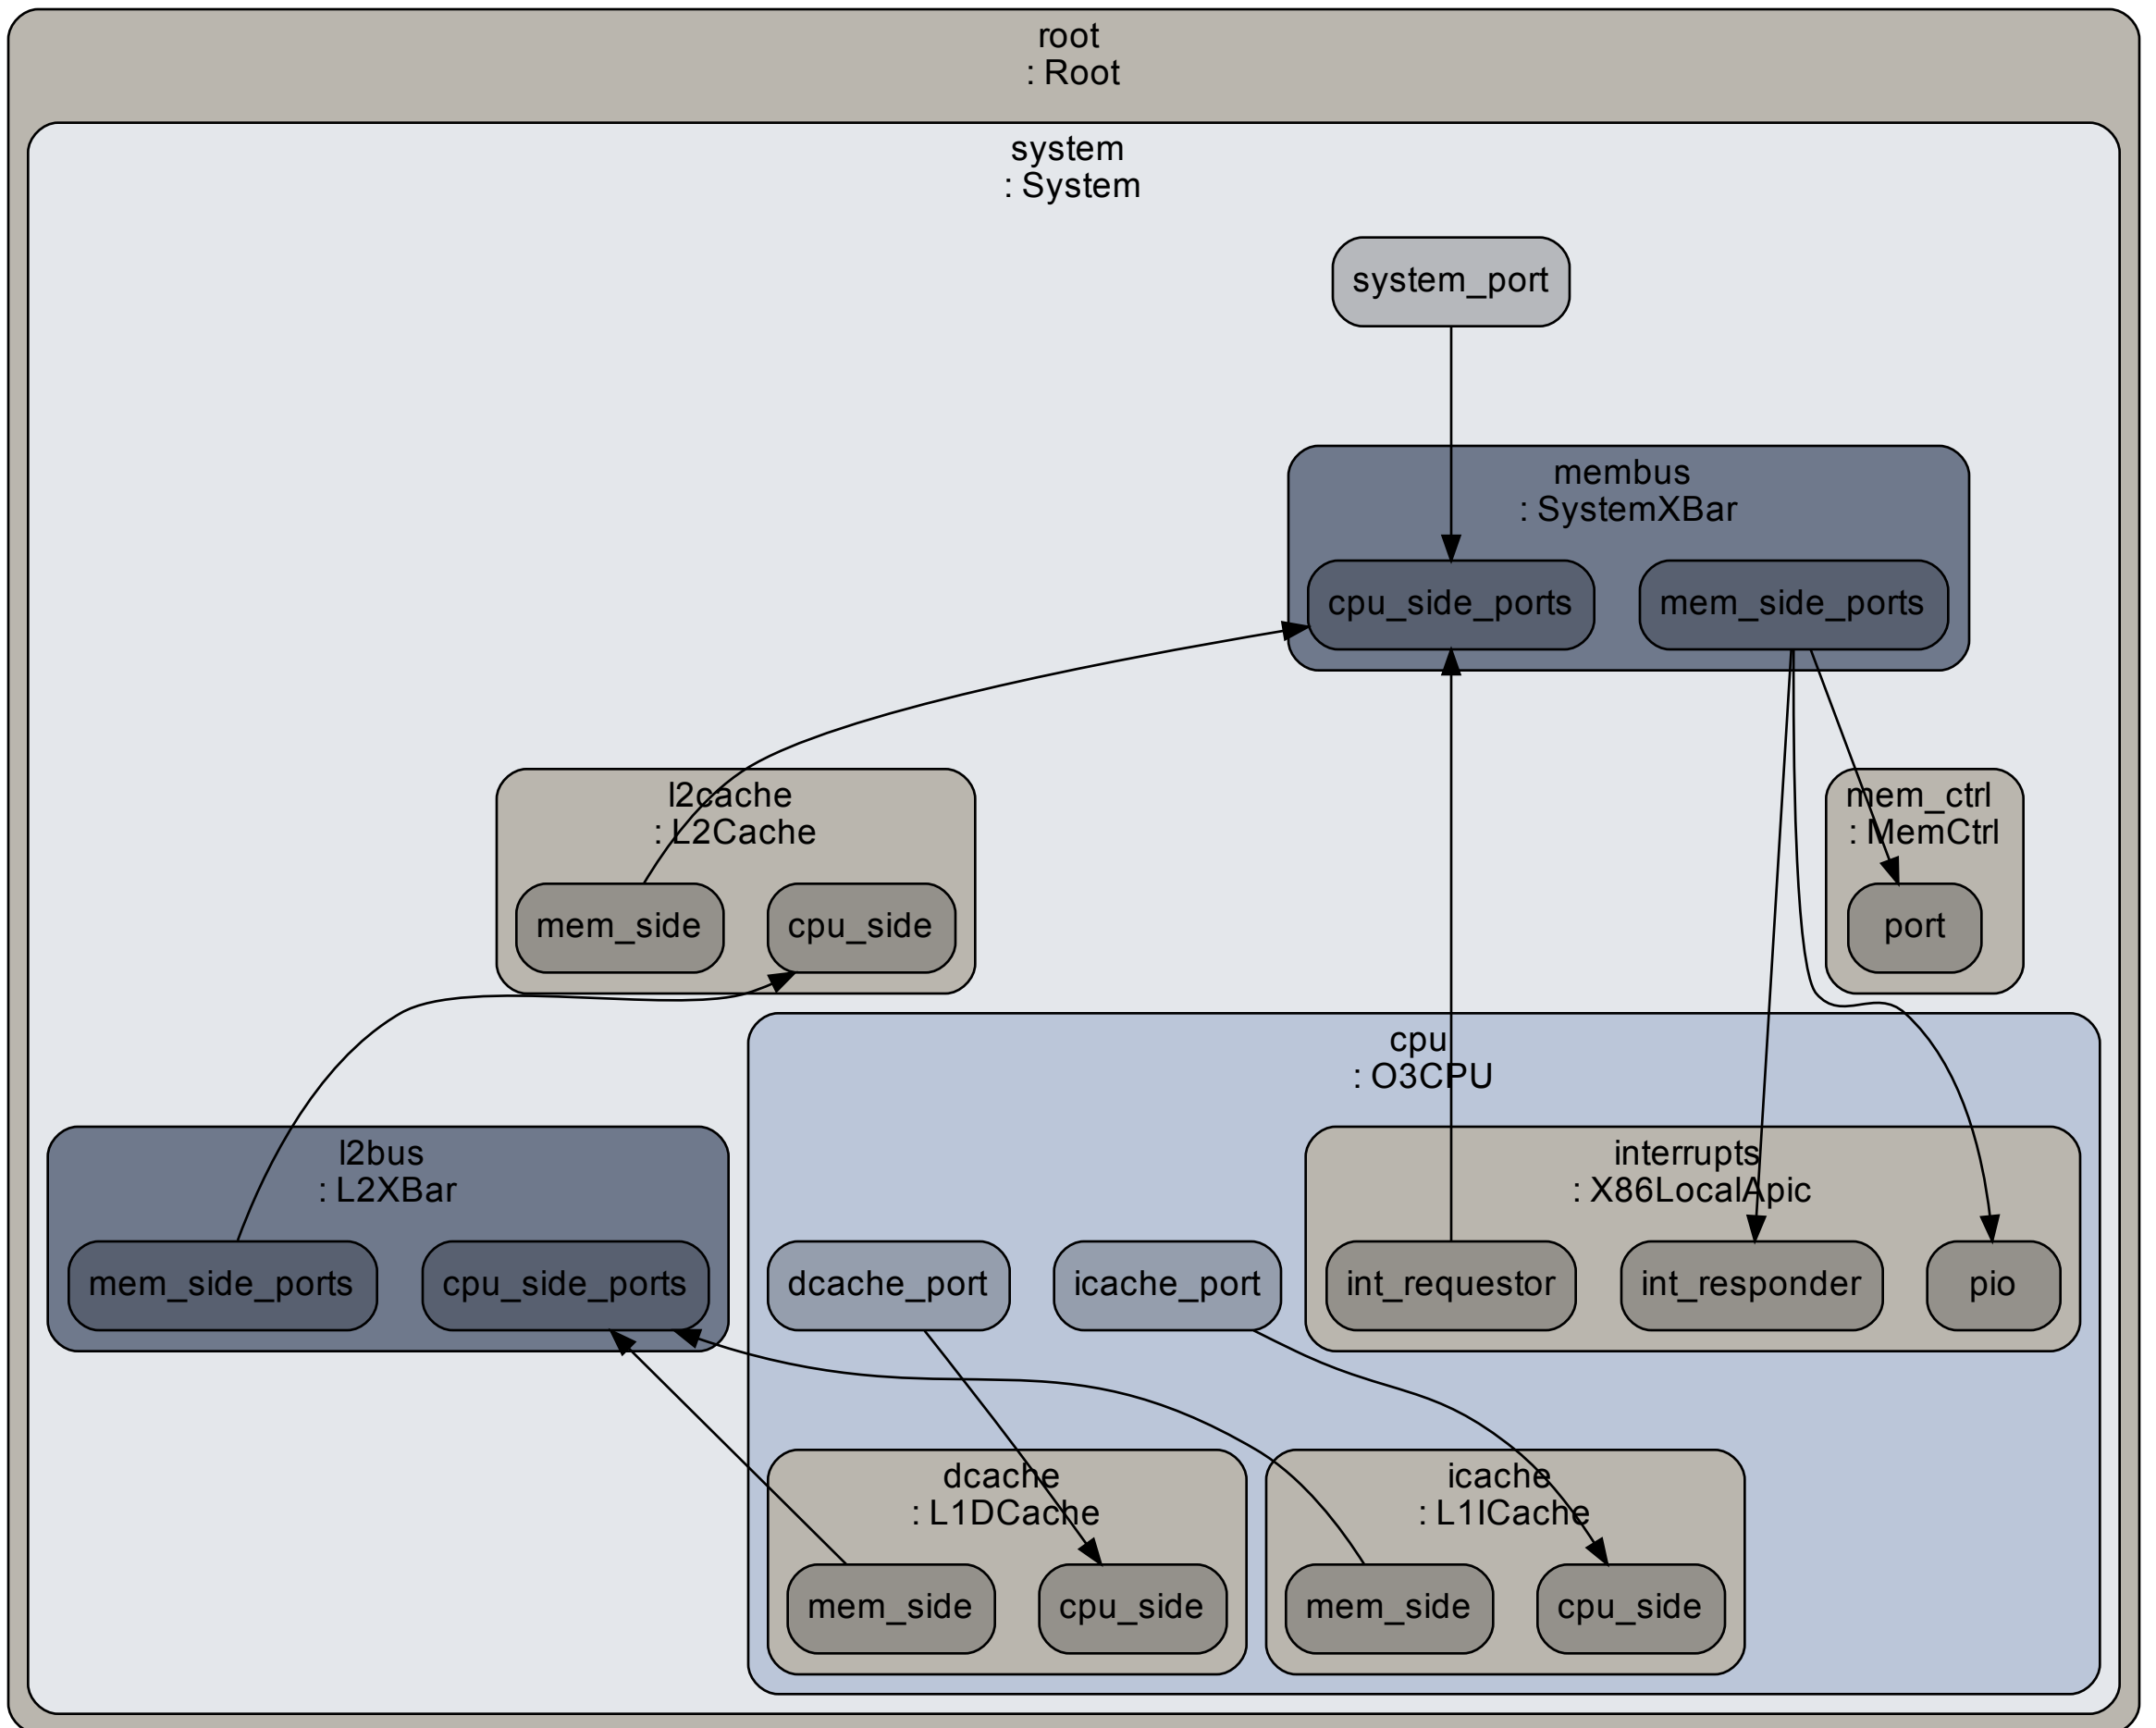 root
: Root
system
: System
system_port
membus
: SystemXBar
cpu_side_ports
mem_side_ports
l2cache
: L2Cache
mem_side
cpu_side
mem_ctrl
: MemCtrl
port
cpu
: O3CPU
l2bus
: L2XBar
mem_side_ports
cpu_side_ports
dcache_port
icache_port
interrupts
: X86LocalApic
int_requestor
int_responder
pio
dcache
: L1DCache
mem_side
cpu_side
icache
: L1ICache
mem_side
cpu_side